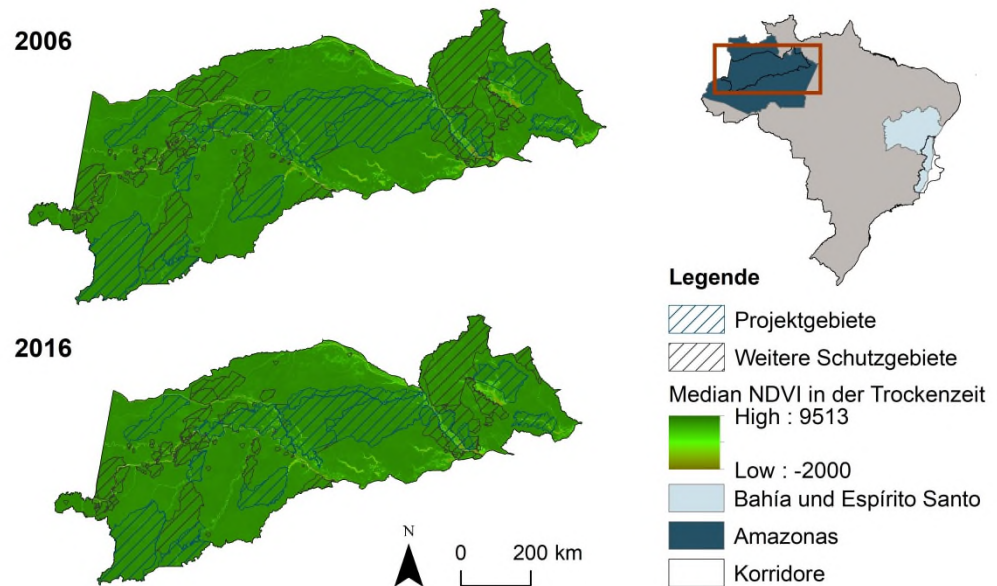 2006
2016
N
0 200 km
Legende
Projektgebiete
Weitere Schutzgebiete
Median NDVI in der Trockenzeit
High : 9513
Low : -2000
Bahía und Espírito Santo
Amazonas
Korridore